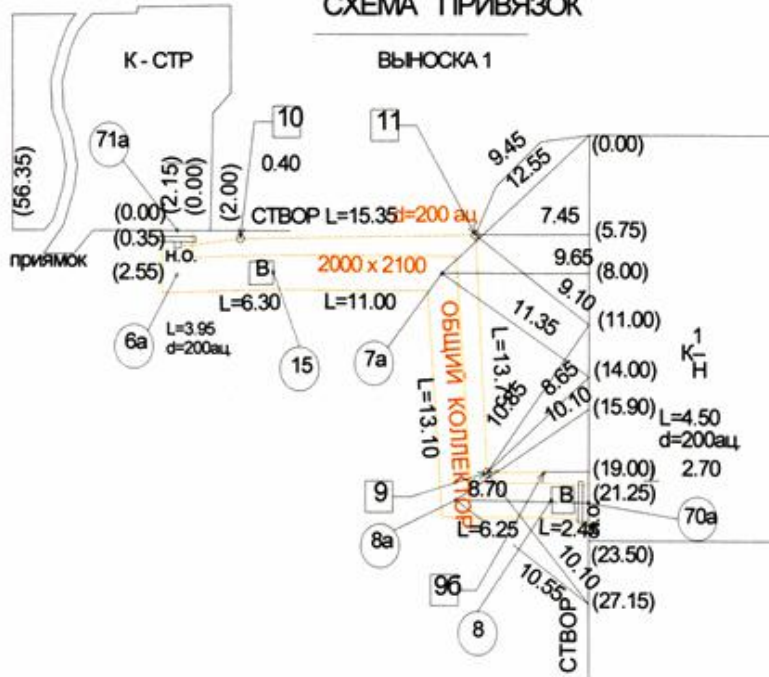 СХЕМА ПРИВЯЗОК
К - СТР
ВЫНОСКА 1
71а
10
11
9.45
12.55
(0.00)
(56.35)
(2.15)
(0.00)
(2.00)
0.40
(0.00)
СТВОР L=15.35
d=200 ац
7.45
(5.75)
(0.35)
н.о.
приямок
(2.55)
В
2000 x 2100
9.65
(8.00)
9.10
L=6.30
L=11.00
11.35
(11.00)
6а
L=3.95
d=200ац
15
7а
ОБЩИЙ КОЛЛЕКТОР
L=13.10
10.85
8.65
10.10
(14.00)
К 1/Н
(15.90)
L=4.50
d=200ац
(19.00)
2.70
9
8.70
В
(21.25)
70а
8а
L=6.25
(23.50)
9б
10.10
10.55
(27.15)
8
СТВОР